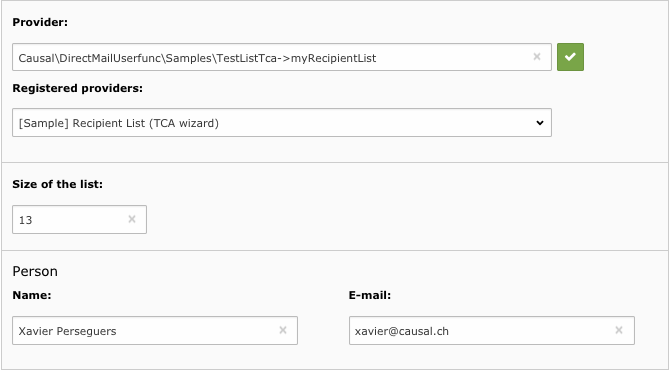 Provider:
Causal\DirectMailUserfunc\Samples\TestListTca->myRecipientList
Registered providers:
[Sample] Recipient List (TCA wizard)
Size of the list:
13
Person
Name: E-mail:
Xavier Perseguers xavier@causal.ch